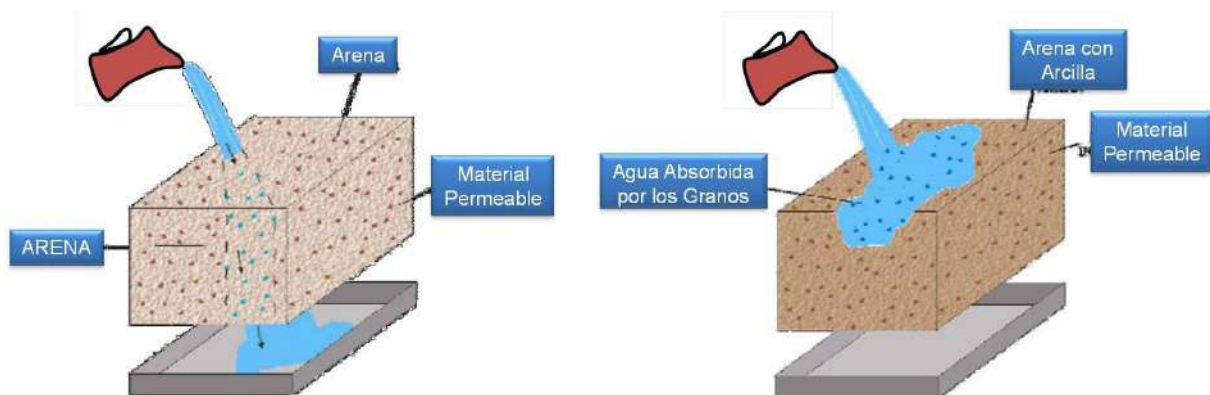 Arena
Material
Permeable
ARENA
Arena con
Arcilla
Material
Permeable
Agua Absorbida
por los Granos